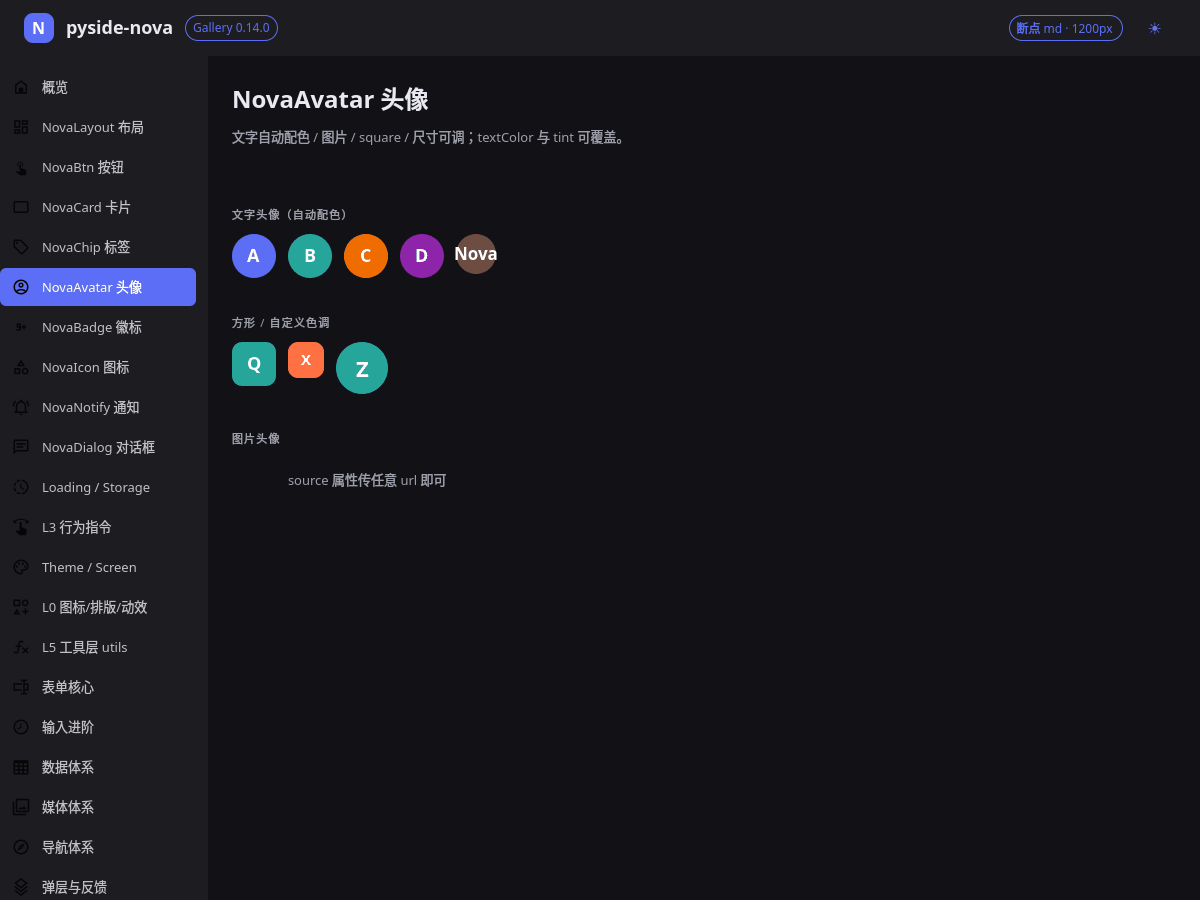 N pyside-nova Gallery 0.14.0 断点 md · 1200px
概览
NovaLayout 布局
NovaBtn 按钮
NovaCard 卡片
NovaChip 标签
NovaAvatar 头像
9+ NovaBadge 徽标
NovaIcon 图标
NovaNotify 通知
NovaDialog 对话框
Loading / Storage
L3 行为指令
Theme / Screen
L0 图标/排版/动效
L5 工具层 utils
表单核心
输入进阶
数据体系
媒体体系
导航体系
弹层与反馈
NovaAvatar 头像
文字自动配色 / 图片 / square / 尺寸可调；textColor 与 tint 可覆盖。
文字头像（自动配色）
A B C D Nova
方形 / 自定义色调
Q X Z
图片头像
source 属性传任意 url 即可